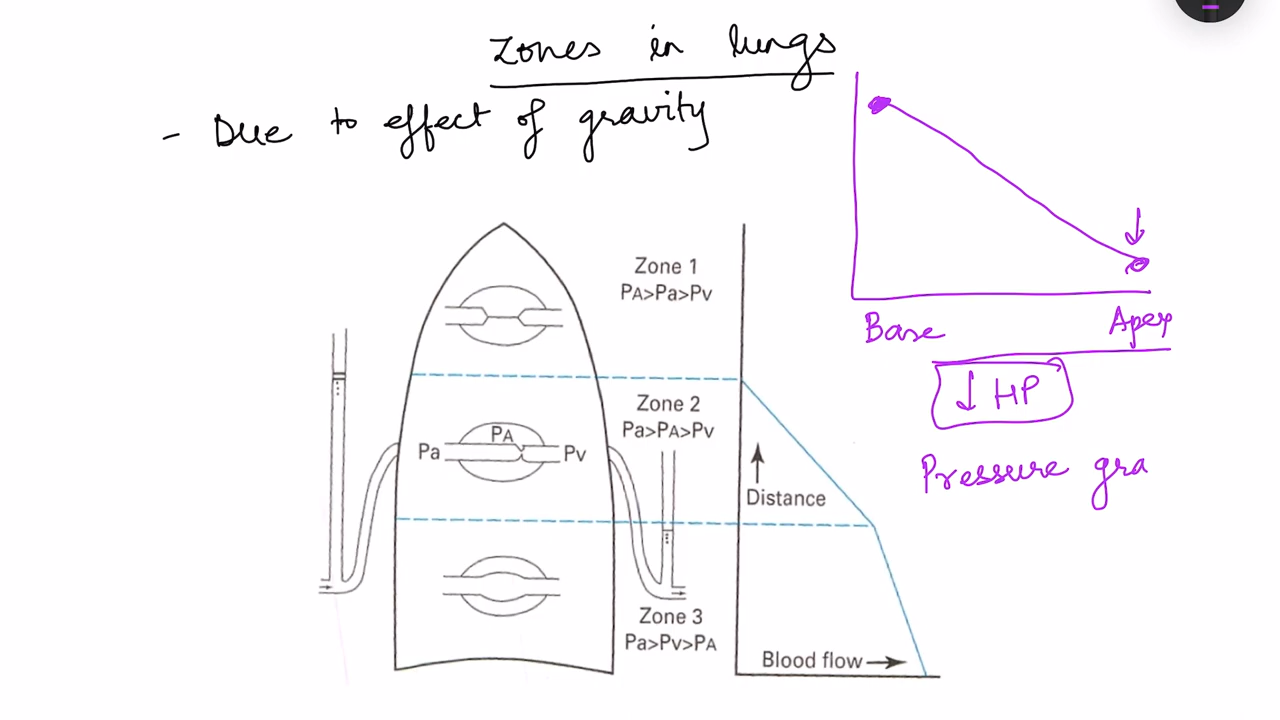 Zones in lungs
- Due to effect of gravity
Base
Apex
↓ HP
Pressure gra
Zone 1
PA>Pa>Pv
Zone 2
Pa>PA>Pv
PA
Pa
Pv
Distance
Zone 3
Pa>Pv>PA
Blood flow